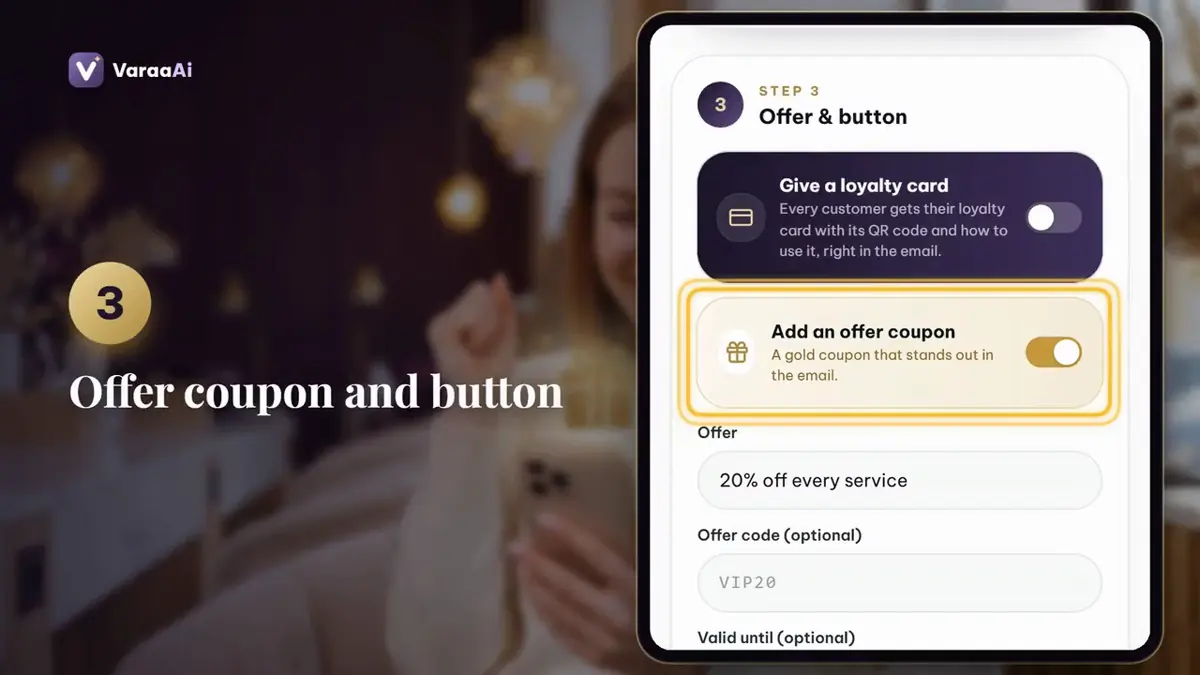 VaraaAi
3
Offer coupon and button
3
STEP 3
Offer & button
Give a loyalty card
Every customer gets their loyalty
card with its QR code and how to
use it, right in the email.
Add an offer coupon
A gold coupon that stands out in
the email.
Offer
20% off every service
Offer code (optional)
VIP20
Valid until (optional)